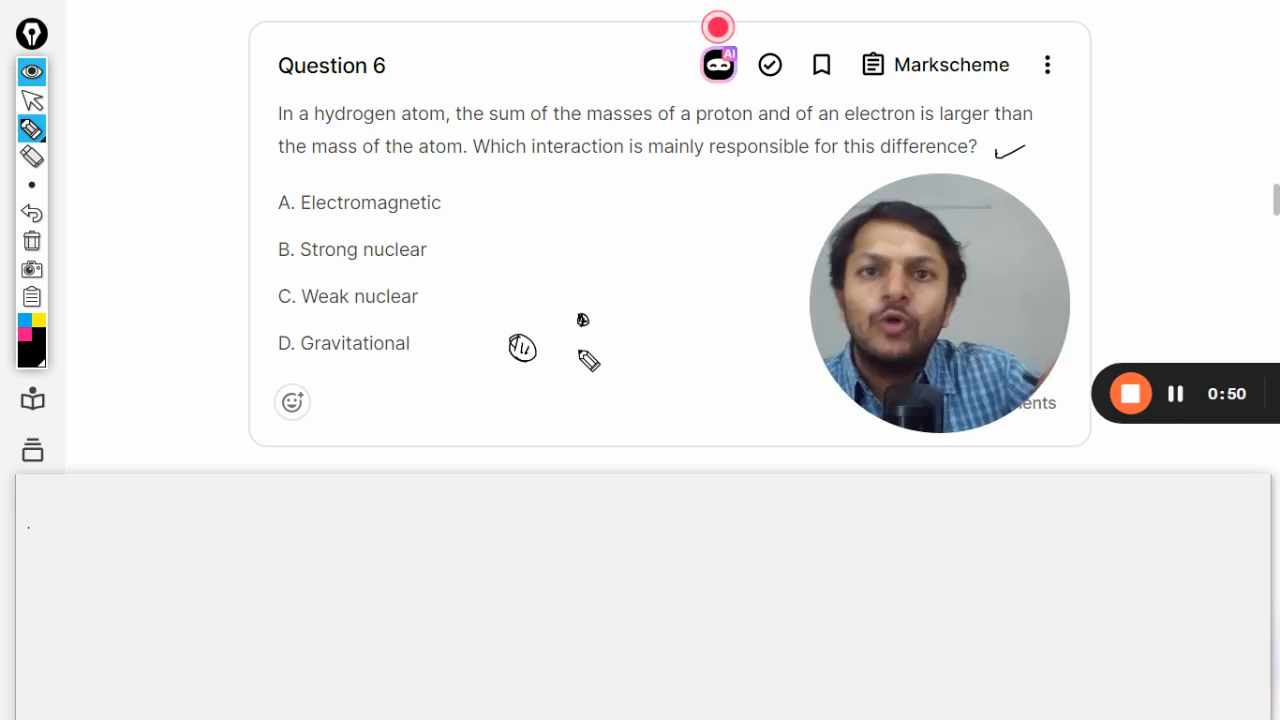 Question 6
AI
Markscheme
In a hydrogen atom, the sum of the masses of a proton and of an electron is larger than
the mass of the atom. Which interaction is mainly responsible for this difference?
A. Electromagnetic
B. Strong nuclear
C. Weak nuclear
D. Gravitational
0:50